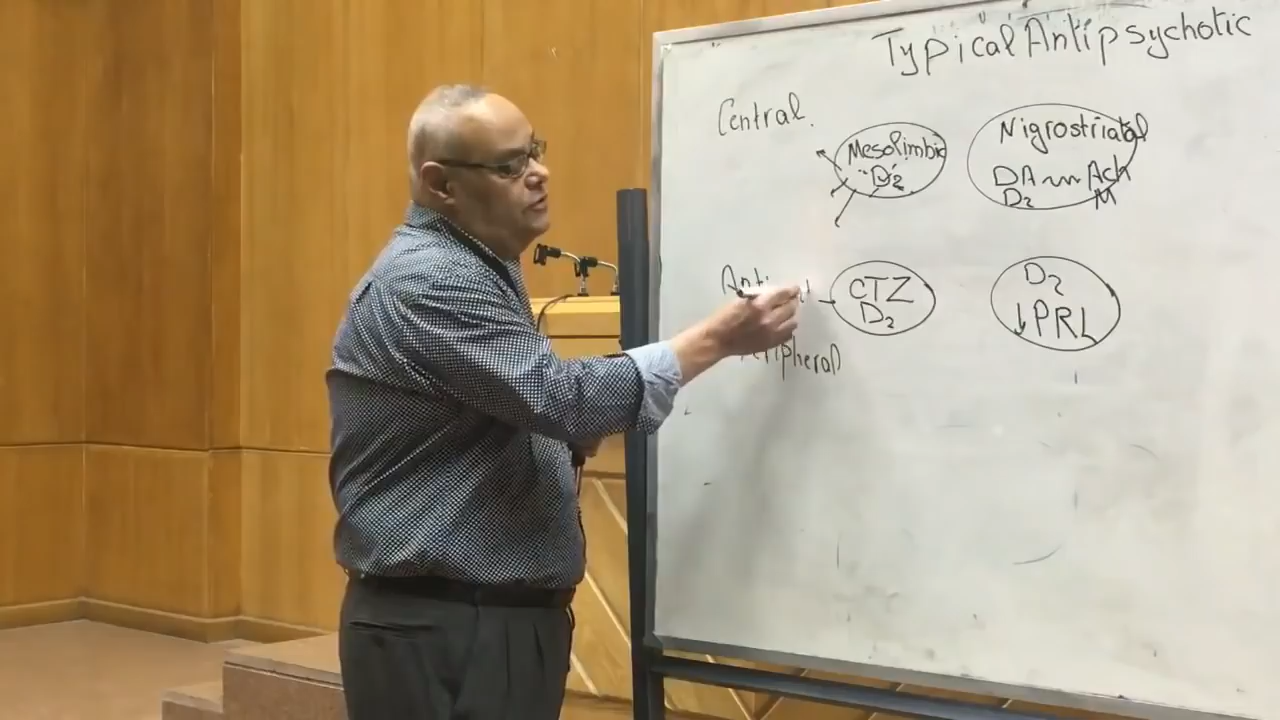 Typical Antipsychotic
Central.
Mesolimbic
D2
Nigrostriatal
DA Ach
D2 M
CTZ
D2
D2
↓PRL